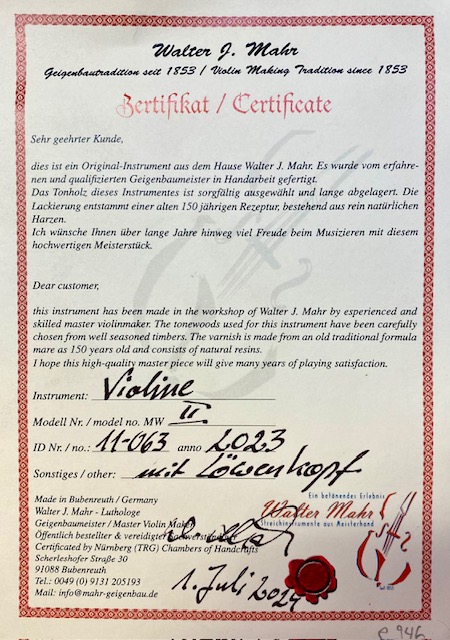 Walter J. Mahr
Geigenbautradition seit 1853 / Violin Making Tradition since 1853
Zertifikat / Certificate
Sehr geehrter Kunde,
dies ist ein Original-Instrument aus dem Hause Walter J. Mahr. Es wurde vom erfahre-
nen und qualifizierten Geigenbaumeister in Handarbeit gefertigt.
Das Tonholz dieses Instrumentes ist sorgfältig ausgewählt und lange abgelagert. Die
Lackierung entstammt einer alten 150 jährigen Rezeptur, bestehend aus rein natürlichen
Harzen.
Ich wünsche Ihnen über lange Jahre hinweg viel Freude beim Musizieren mit diesem
hochwertigen Meisterstück.
Dear customer,
this instrument has been made in the workshop of Walter J. Mahr by esperienced and
skilled master violinmaker. The tonewoods used for this instrument have been carefully
chosen from well seasoned timbers. The varnish is made from an old traditional formula
mare as 150 years old and consists of natural resins.
I hope this high-quality master piece will give many years of playing satisfaction.
Instrument: Violine
Modell Nr. / model no. MW II
ID Nr. / no.: 11-063 anno 2023
Sonstiges / other: mit Löwenkopf
Made in Bubenreuth / Germany
Walter J. Mahr - Luthologe
Geigenbaumeister / Master Violin Maker
Öffentlich bestellter & vereidigter Sachverständiger
Certificated by Nürnberg (TRG) Chambers of Handcrafts
Scherleshofer Straße 30
91088 Bubenreuth
Tel.: 0049 (0) 9131 205193
Mail: info@mahr-geigenbau.de
Ein betönendes Erlebnis
Walter Mahr
Streichinstrumente aus Meisterhand
1. Juli 2024